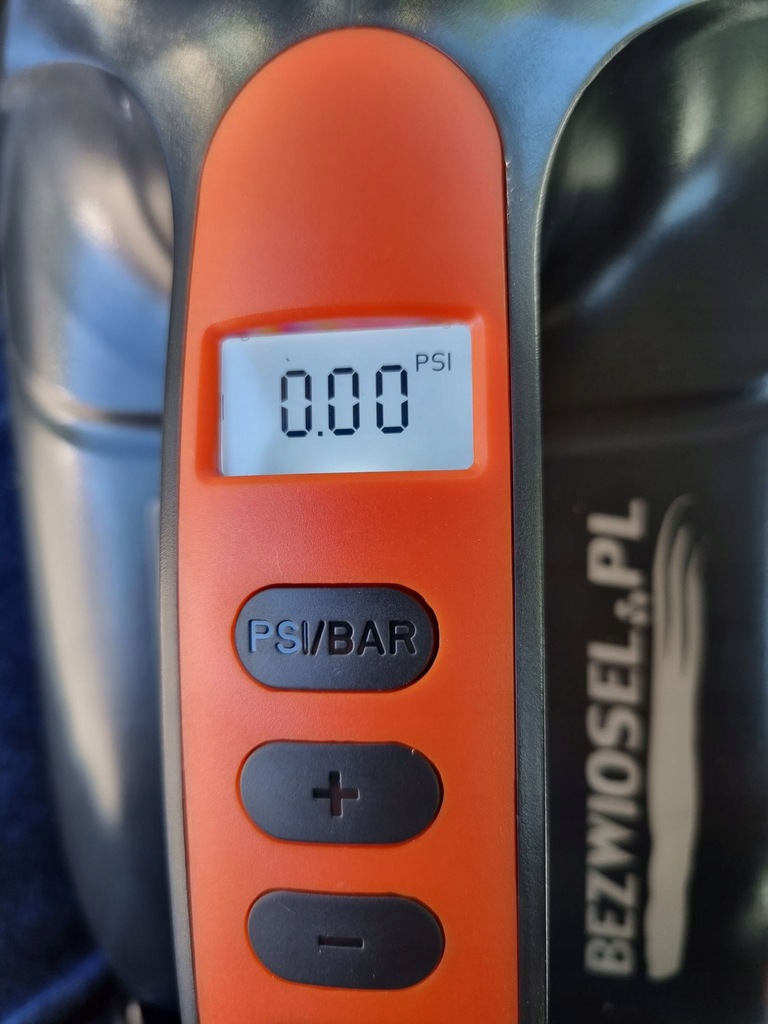 0.00 PSI
PSI/BAR
+
-
BEZWIOSEL.PL